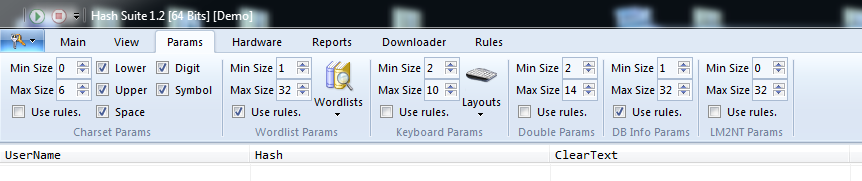 Hash Suite 1.2 [64 Bits] [Demo]
Main View Params Hardware Reports Downloader Rules
Min Size 0 Lower Digit Min Size 1 Min Size 2 Min Size 2 Min Size 1 Min Size 0
Max Size 6 Upper Symbol Max Size 32 Wordlists Max Size 10 Layouts Max Size 14 Max Size 32 Max Size 32
Use rules. Space Use rules. Use rules. Use rules. Use rules. Use rules.
Charset Params Wordlist Params Keyboard Params Double Params DB Info Params LM2NT Params
UserName Hash ClearText